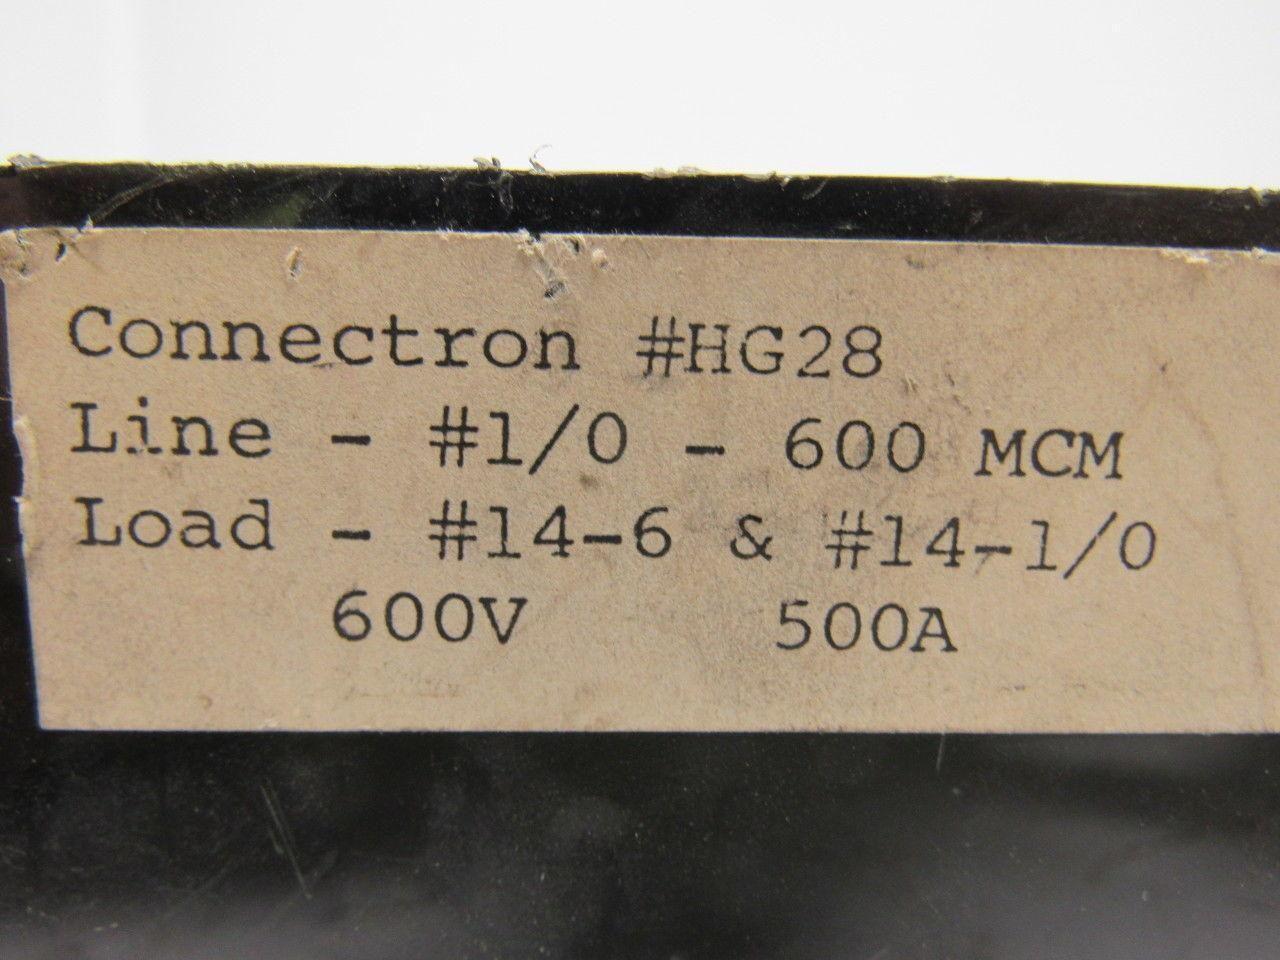 Connectron #HG28
Line - #1/0 - 600 MCM
Load - #14-6 & #14-1/0
600V 500A